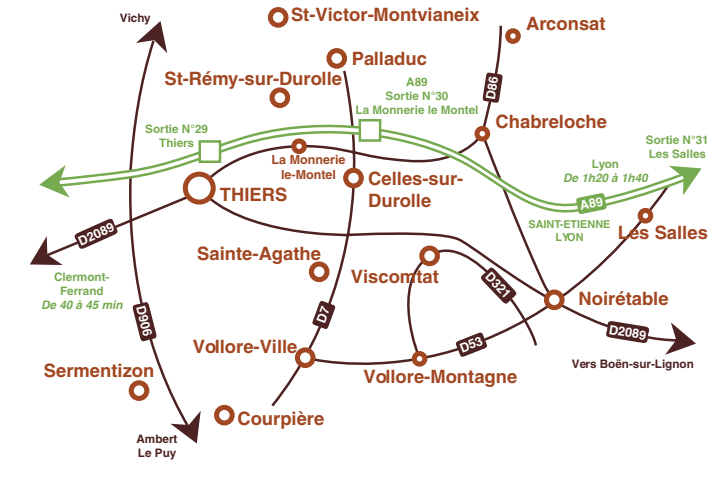 Vichy
St-Victor-Montvianeix
Arconsat
Palladuc
St-Rémy-sur-Durolle
A89
Sortie N°30
La Monnerie le Montel
D86
Chabreloche
Sortie N°29
Thiers
Sortie N°31
Les Salles
La Monnerie
le-Montel
Lyon
De 1h20 à 1h40
THIERS
Celles-sur-
Durolle
A89
SAINT-ETIENNE
LYON
Les Salles
D2089
Sainte-Agathe
Viscomtat
Clermont-
Ferrand
De 40 à 45 min
D321
Noirétable
D906
D7
D2089
Vollore-Ville
D53
Vers Boën-sur-Lignon
Sermentizon
Vollore-Montagne
Courpière
Ambert
Le Puy